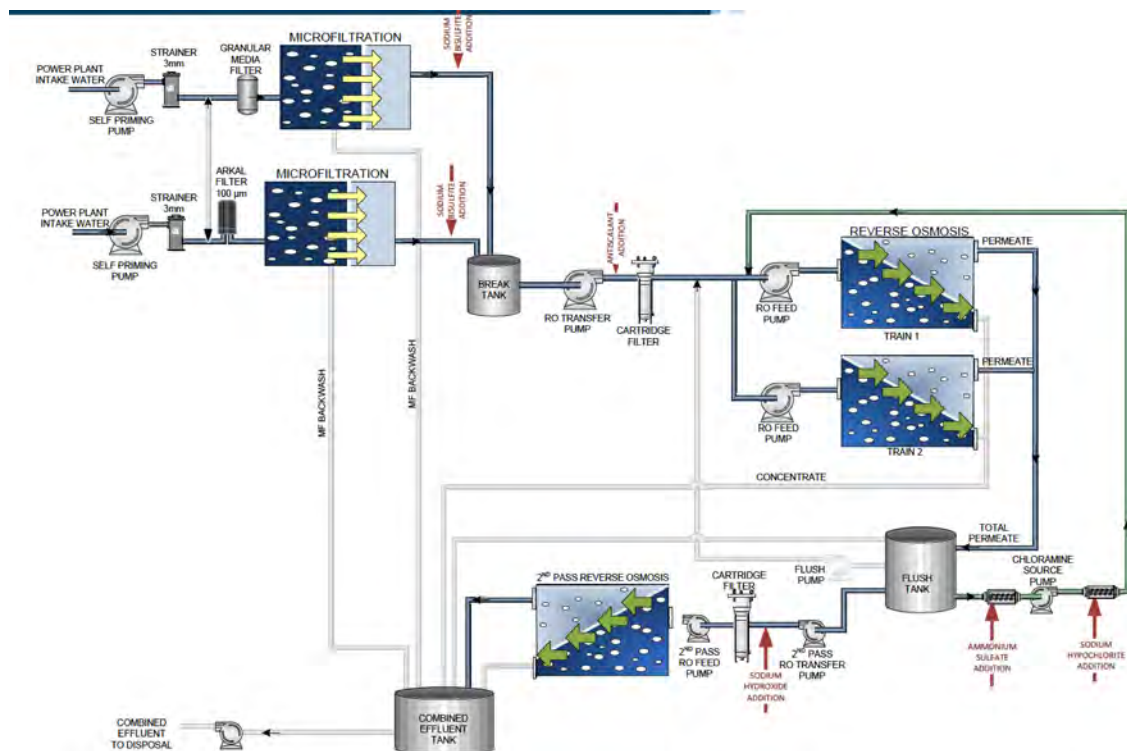 MICROFILTRATION
GRANULAR
MEDIA
FILTER
STRAINER
3mm
POWER PLANT
INTAKE WATER
SELF PRIMING
PUMP
SODIUM
BISULFITE
ADDITION
MICROFILTRATION
ARKAL
FILTER
100 µm
STRAINER
3mm
POWER PLANT
INTAKE WATER
SELF PRIMING
PUMP
SODIUM
BISULFITE
ADDITION
BREAK
TANK
RO TRANSFER
PUMP
ANTISCALANT
ADDITION
CARTRIDGE
FILTER
REVERSE OSMOSIS
PERMEATE
RO FEED
PUMP
TRAIN 1
PERMEATE
RO FEED
PUMP
TRAIN 2
MF BACKWASH
MF BACKWASH
CONCENTRATE
TOTAL
PERMEATE
FLUSH
PUMP
FLUSH
TANK
CHLORAMINE
SOURCE
PUMP
AMMONIUM
SULFATE
ADDITION
SODIUM
HYPOCHLORITE
ADDITION
2ND PASS REVERSE OSMOSIS
CARTRIDGE
FILTER
2ND PASS
RO FEED
PUMP
SODIUM
HYDROXIDE
ADDITION
2ND PASS
RO TRANSFER
PUMP
COMBINED
EFFLUENT
TANK
COMBINED
EFFLUENT
TO DISPOSAL